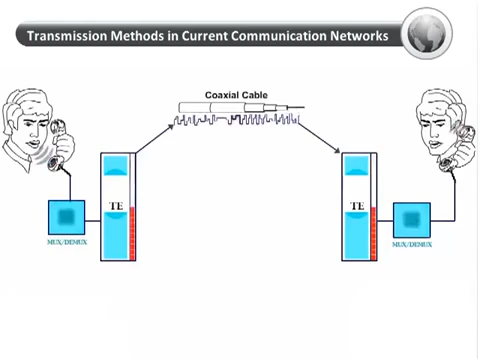 Transmission Methods in Current Communication Networks
Coaxial Cable
TE
TE
MUX/DEMUX
MUX/DEMUX